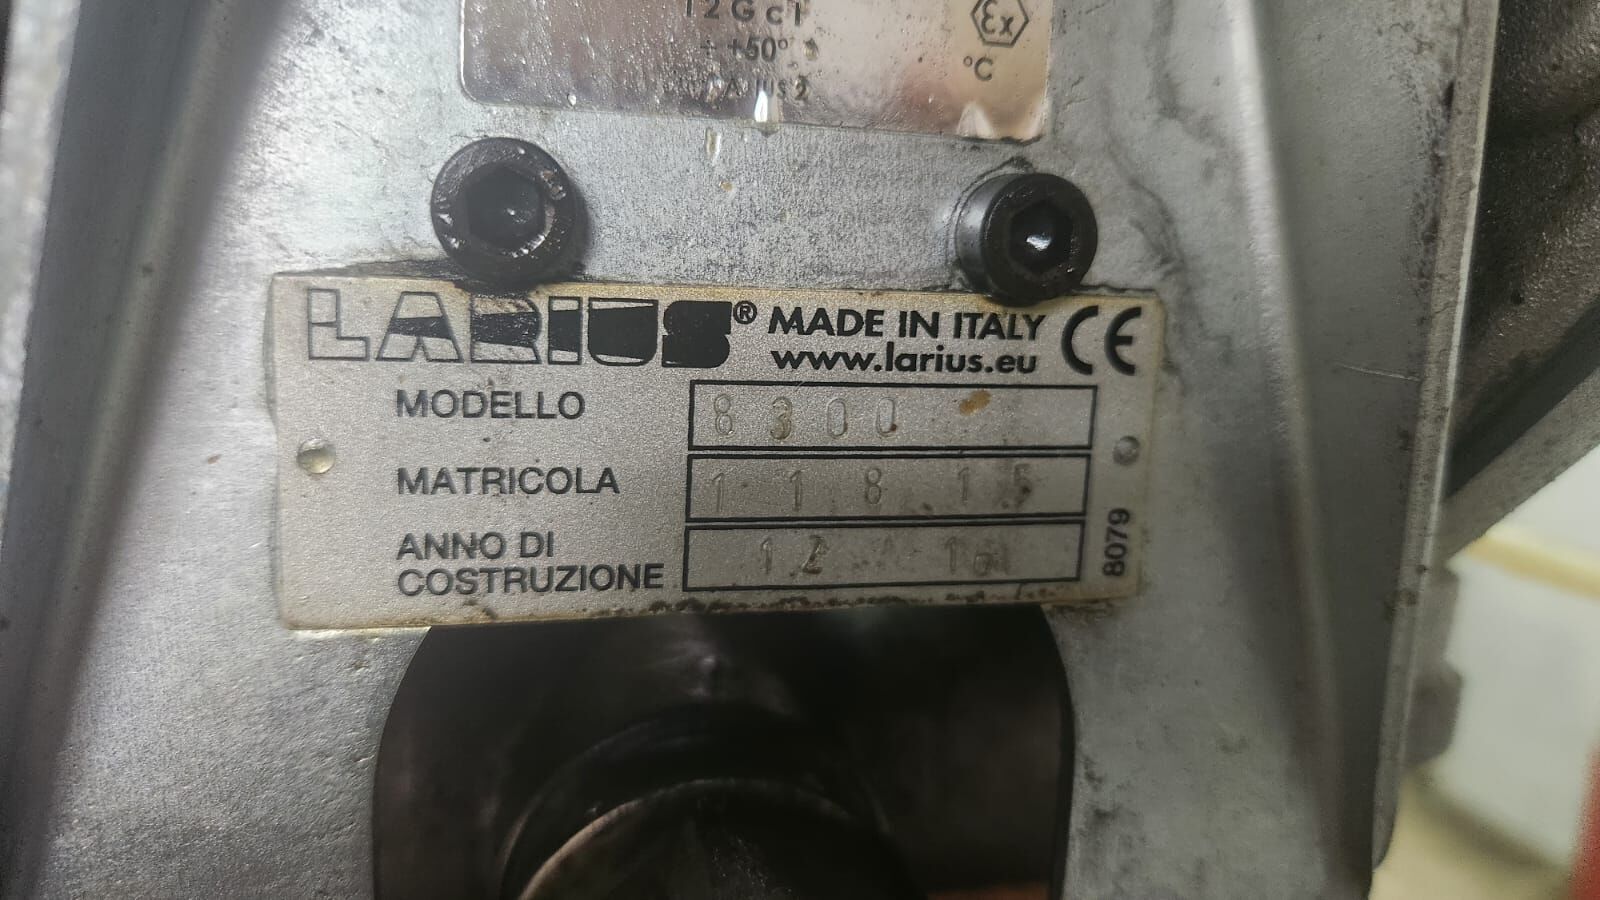 I 2 G c T
÷ +50° °C
Ex
LARIUS® MADE IN ITALY CE
www.larius.eu
MODELLO 8300
MATRICOLA 11815
ANNO DI
COSTRUZIONE 12 16
8079